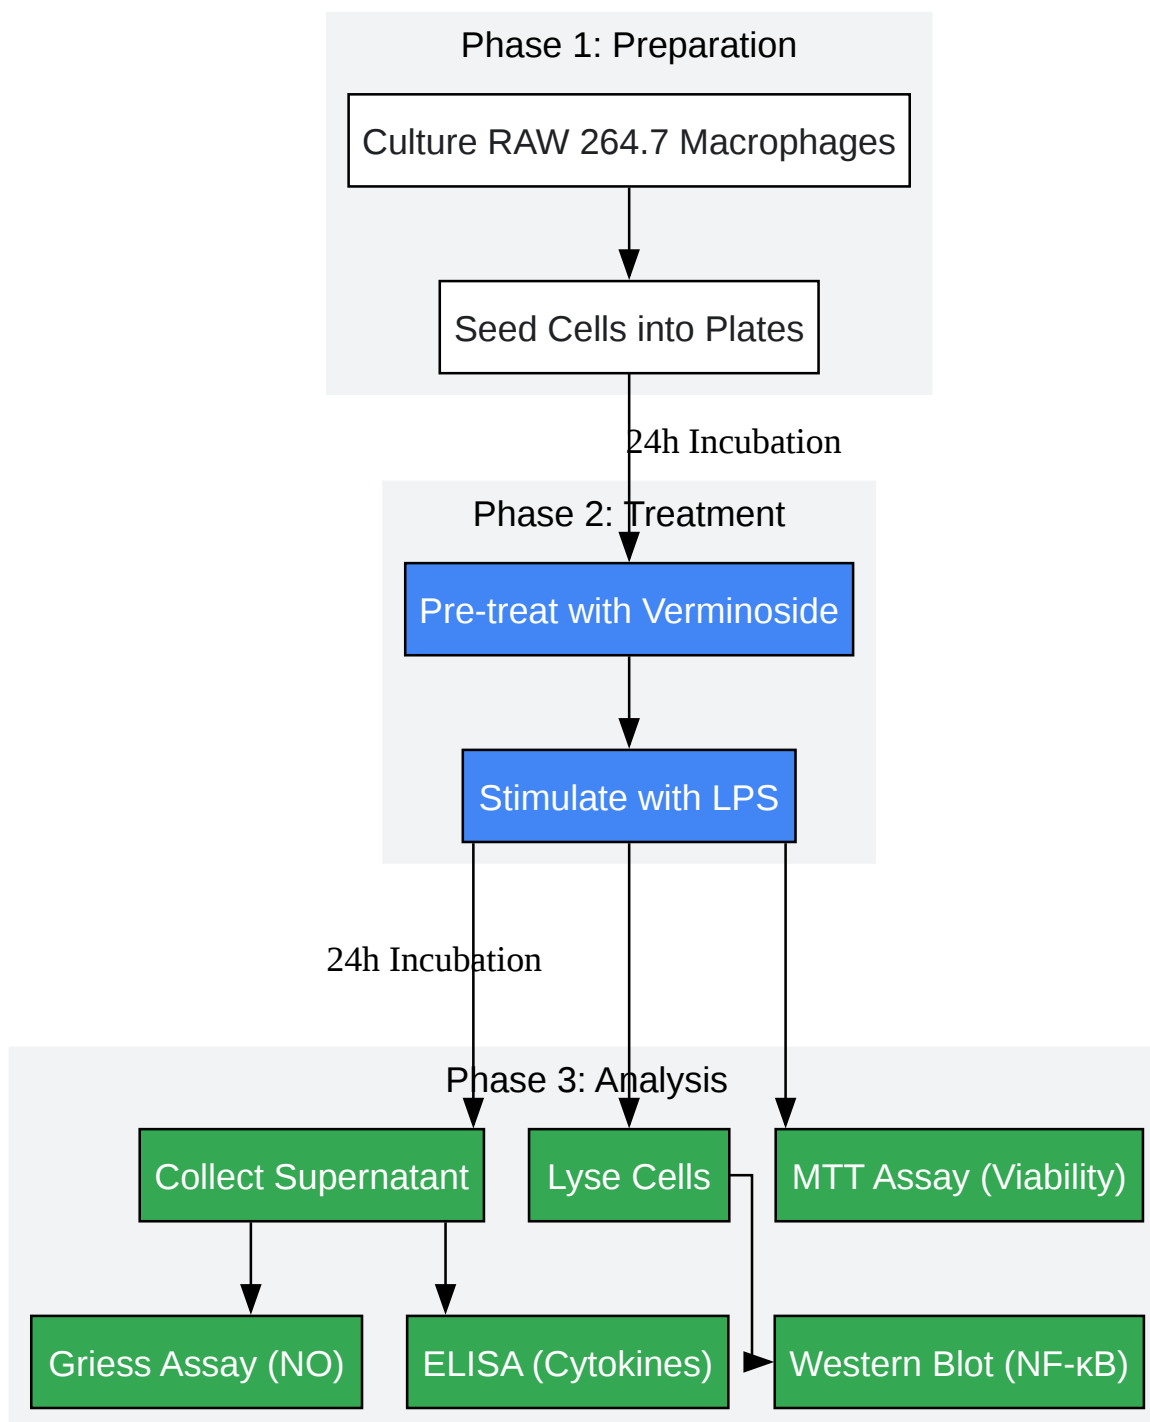 Phase 1: Preparation
Culture RAW 264.7 Macrophages
Seed Cells into Plates
24h Incubation
Phase 2: Treatment
Pre-treat with Verminoside
Stimulate with LPS
24h Incubation
Phase 3: Analysis
Collect Supernatant
Lyse Cells
MTT Assay (Viability)
Griess Assay (NO)
ELISA (Cytokines)
Western Blot (NF-κB)